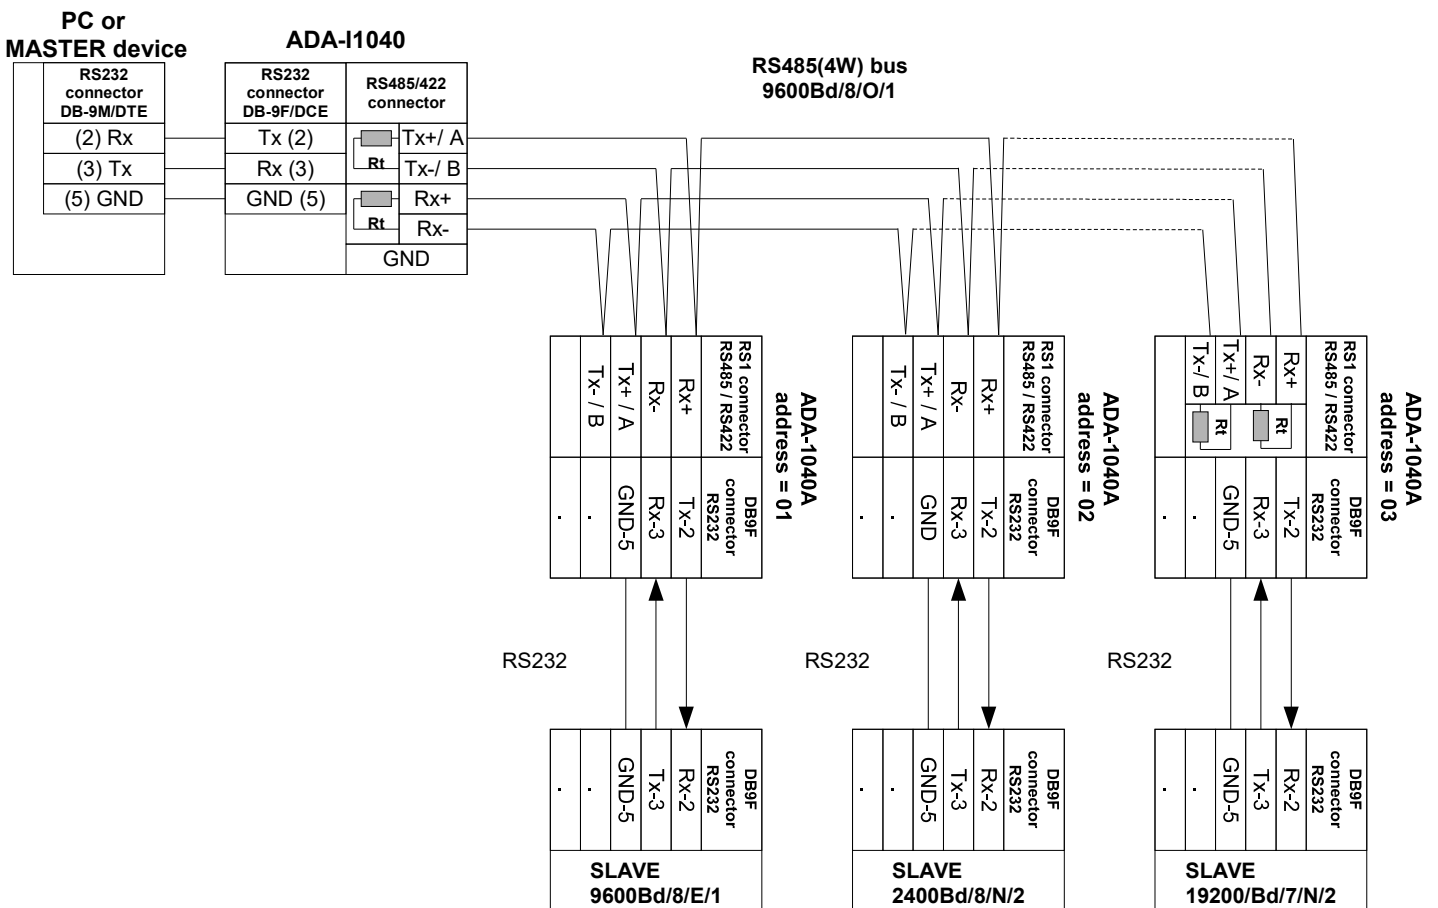 PC or
MASTER device
ADA-I1040
RS485(4W) bus
9600Bd/8/O/1
RS232
connector
DB-9M/DTE
(2) Rx
(3) Tx
(5) GND
RS232
connector
DB-9F/DCE
Tx (2)
Rx (3)
GND (5)
RS485/422
connector
Rt
Tx+/ A
Tx-/ B
Rt
Rx+
Rx-
GND
ADA-1040A
address = 01
RS1 connector
RS485 / RS422
Rx+
Rx-
Tx+ / A
Tx- / B
DB9F
connector
RS232
Tx-2
Rx-3
GND-5
.
.
ADA-1040A
address = 02
RS1 connector
RS485 / RS422
Rx+
Rx-
Tx+ / A
Tx- / B
DB9F
connector
RS232
Tx-2
Rx-3
GND
.
.
ADA-1040A
address = 03
RS1 connector
RS485 / RS422
Rx+
Rx-
Tx+/ A
Tx-/ B
Rt
Rt
DB9F
connector
RS232
Tx-2
Rx-3
GND-5
.
.
RS232
RS232
RS232
DB9F
connector
RS232
Rx-2
Tx-3
GND-5
.
.
SLAVE
9600Bd/8/E/1
DB9F
connector
RS232
Rx-2
Tx-3
GND-5
.
.
SLAVE
2400Bd/8/N/2
DB9F
connector
RS232
Rx-2
Tx-3
GND-5
.
.
SLAVE
19200/Bd/7/N/2